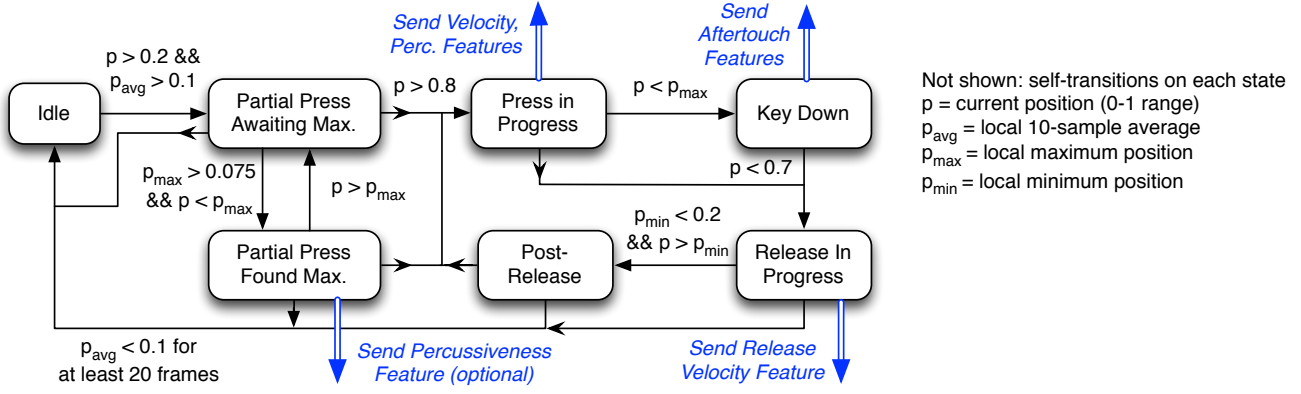 Send Velocity,
Perc. Features
Send
Aftertouch
Features
p > 0.2 &&
p_avg > 0.1
Idle
Partial Press
Awaiting Max.
p > 0.8
Press in
Progress
p < p_max
Key Down
Not shown: self-transitions on each state
p = current position (0-1 range)
p_avg = local 10-sample average
p_max = local maximum position
p_min = local minimum position
p_max > 0.075
&& p < p_max
p > p_max
p < 0.7
p_min < 0.2
&& p > p_min
Partial Press
Found Max.
Post-
Release
Release In
Progress
p_avg < 0.1 for
at least 20 frames
Send Percussiveness
Feature (optional)
Send Release
Velocity Feature